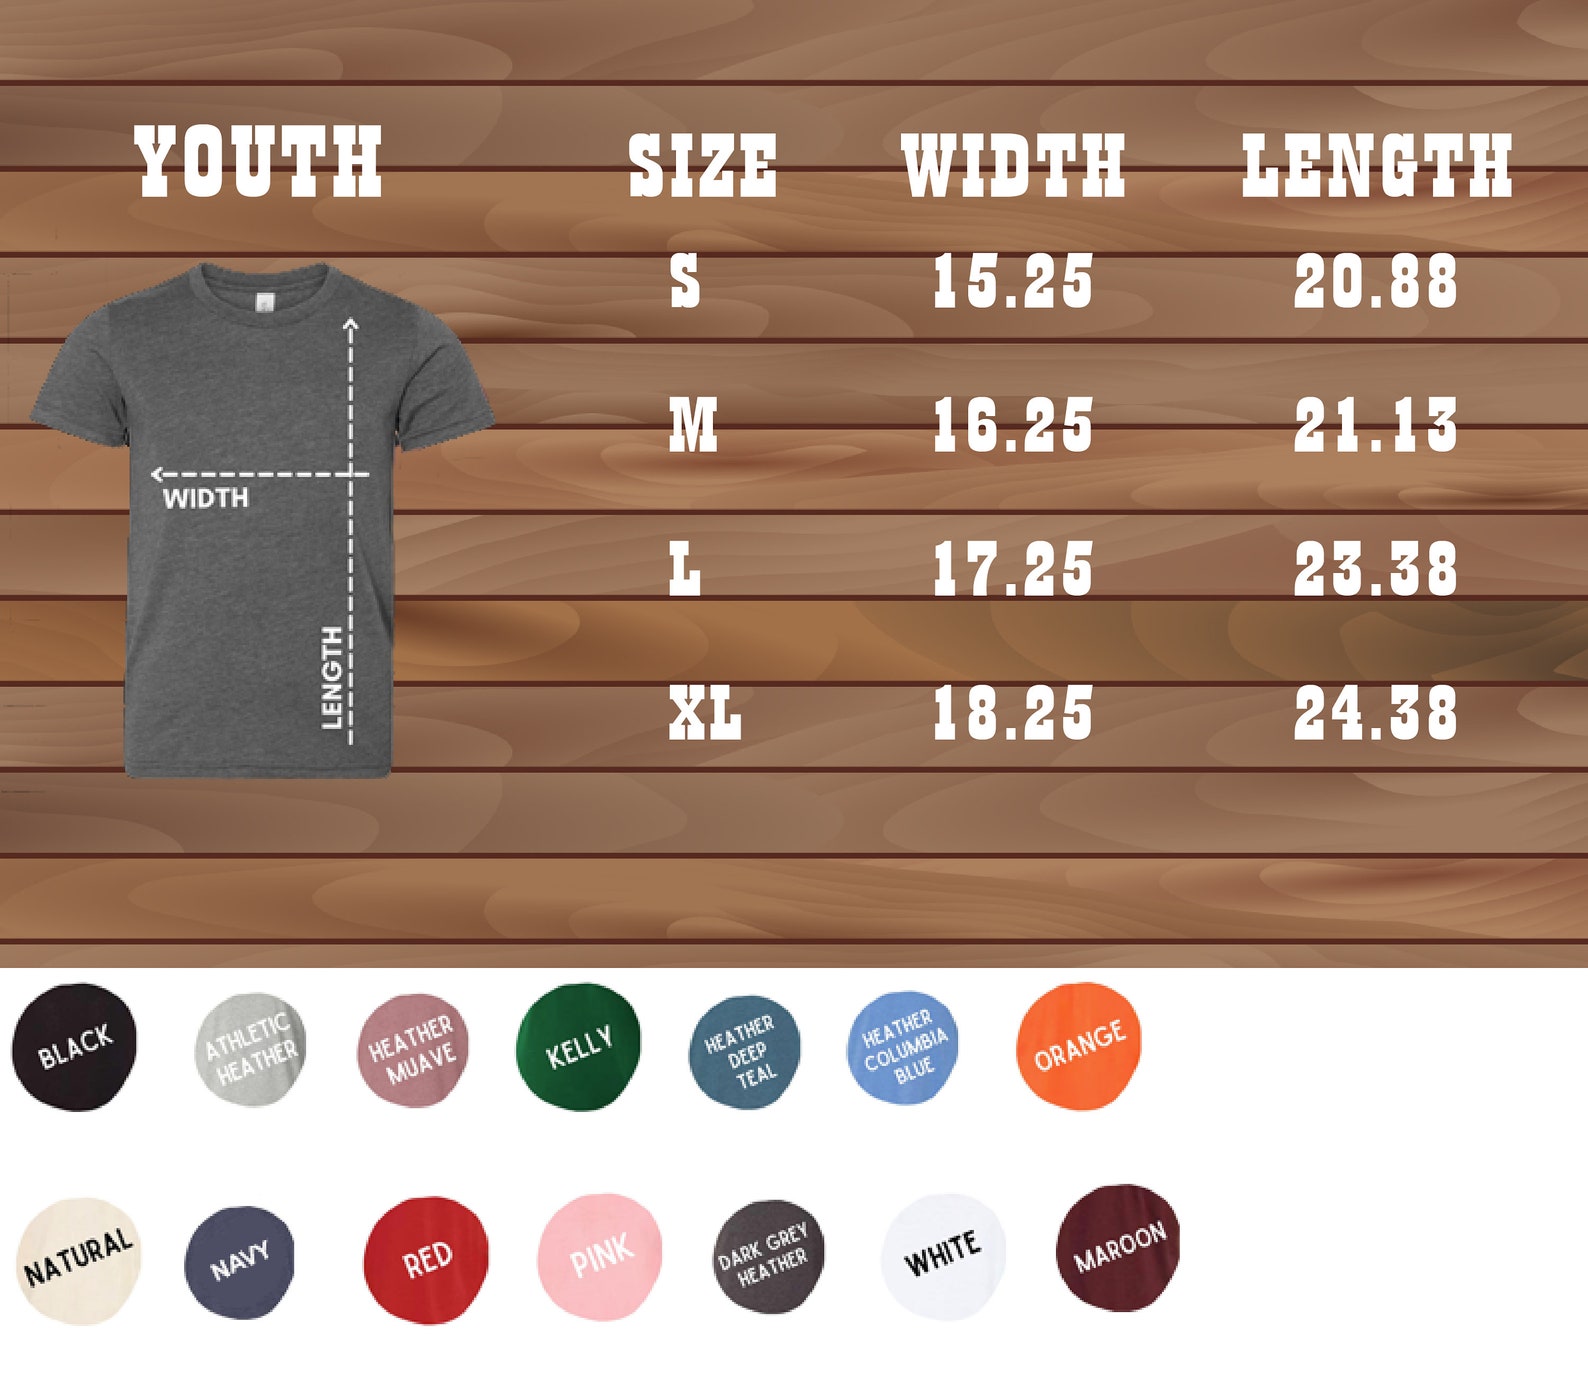 YOUTH SIZE WIDTH LENGTH
S 15.25 20.88
M 16.25 21.13
WIDTH
L 17.25 23.38
LENGTH
XL 18.25 24.38
BLACK
ATHLETIC
HEATHER
HEATHER
MUAVE
KELLY
HEATHER
DEEP
TEAL
HEATHER
COLUMBIA
BLUE
ORANGE
NATURAL
NAVY
RED
PINK
DARK GREY
HEATHER
WHITE
MAROON